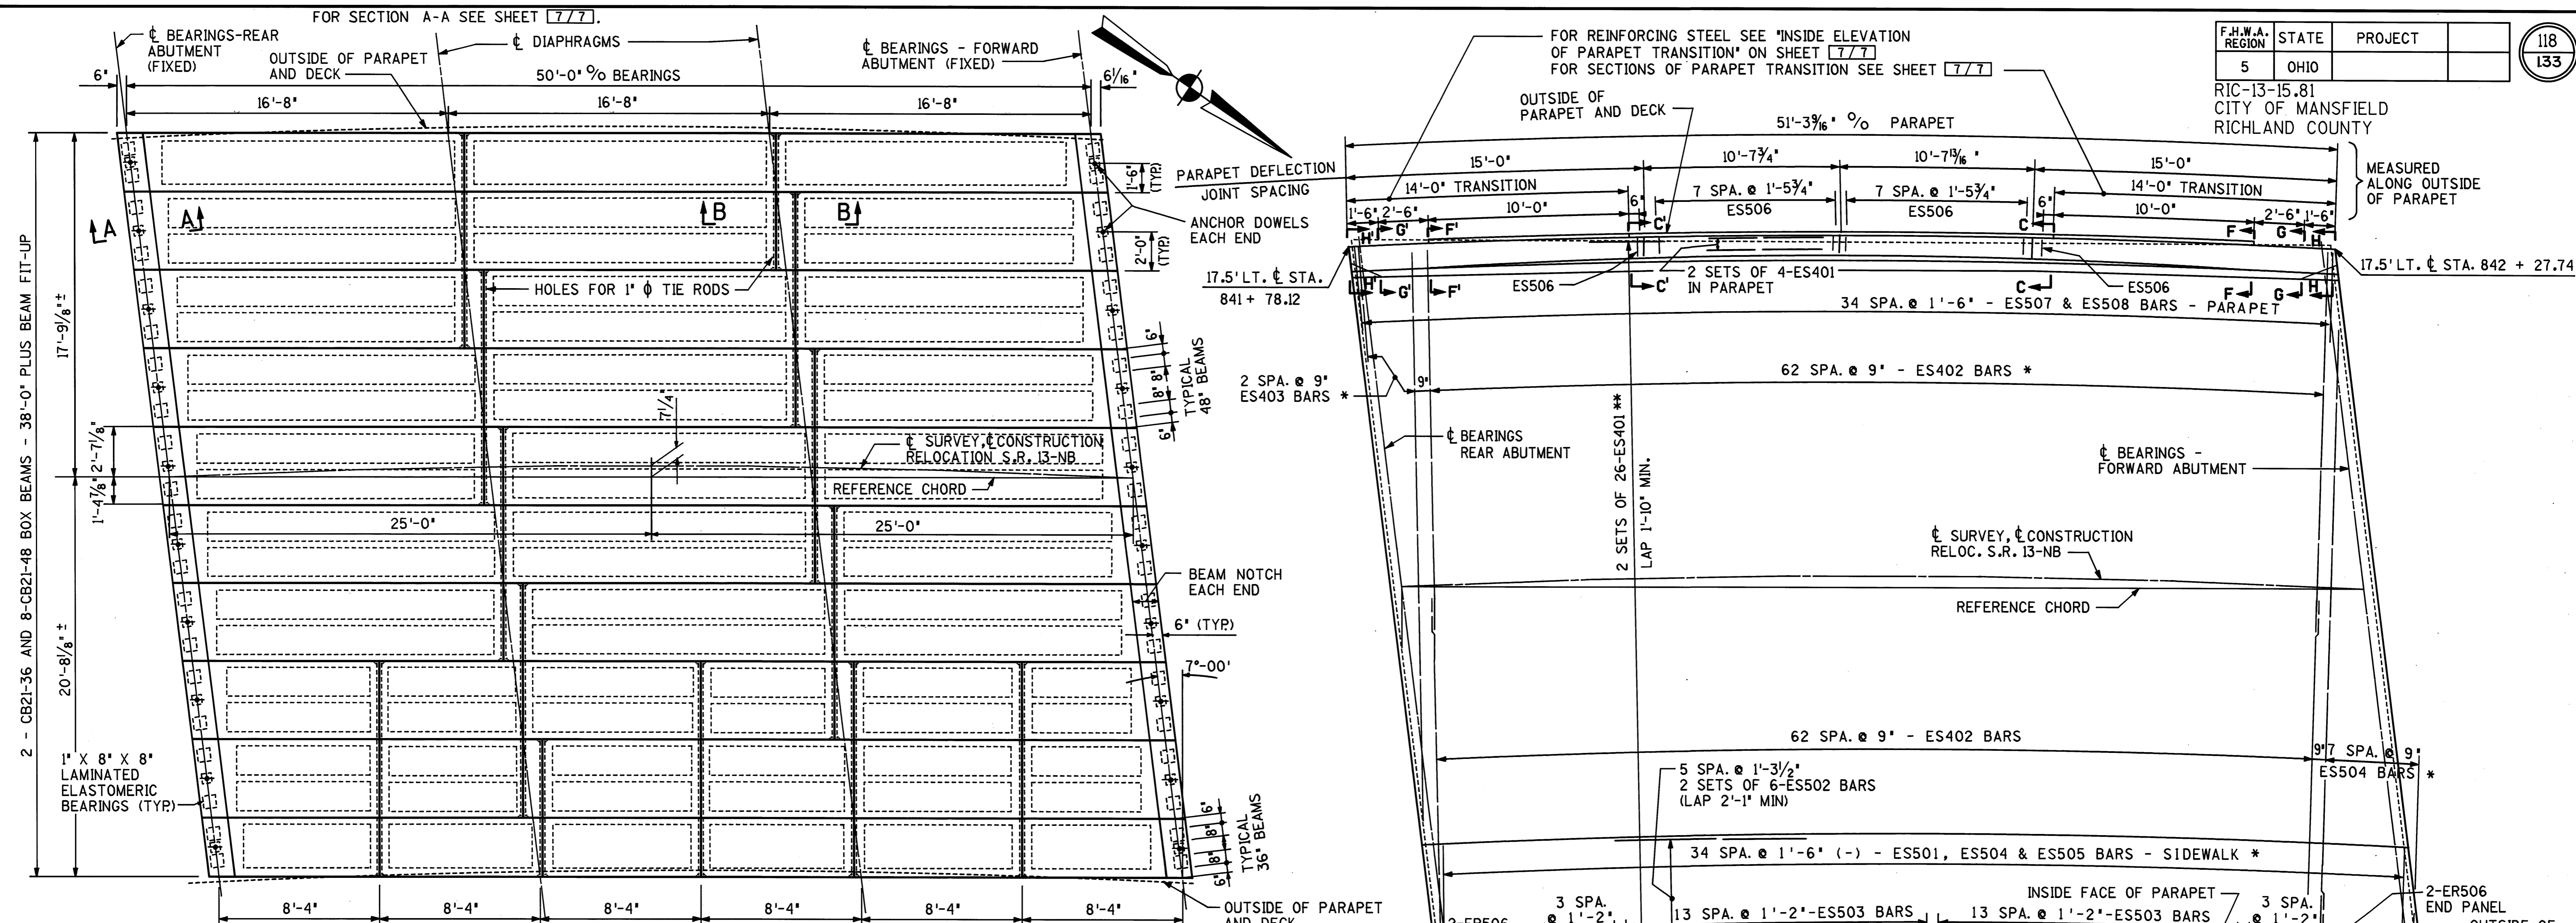 FOR SECTION A-A SEE SHEET 7/7.
℄ BEARINGS-REAR
ABUTMENT
(FIXED)
℄ DIAPHRAGMS
OUTSIDE OF PARAPET
AND DECK
℄ BEARINGS - FORWARD
ABUTMENT (FIXED)
6"
50'-0" % BEARINGS
6 1/16"
16'-8"
16'-8"
16'-8"
2 - CB21-36 AND 8-CB21-48 BOX BEAMS - 38'-0" PLUS BEAM FIT-UP
17'-9 1/8" ±
20'-8 1/8" ±
2'-7 1/8"
1'-4 7/8"
A
A
B
B
1'-6"
(TYP.)
ANCHOR DOWELS
EACH END
2'-0"
(TYP.)
HOLES FOR 1" ϕ TIE RODS
6"
8"
8"
6"
TYPICAL
48" BEAMS
7 1/4"
℄ SURVEY, ℄ CONSTRUCTION
RELOCATION S.R. 13-NB
REFERENCE CHORD
25'-0"
25'-0"
BEAM NOTCH
EACH END
6" (TYP.)
7°-00'
1" X 8" X 8"
LAMINATED
ELASTOMERIC
BEARINGS (TYP.)
6"
8"
8"
6"
TYPICAL
36" BEAMS
8'-4"
8'-4"
8'-4"
8'-4"
8'-4"
8'-4"
OUTSIDE OF PARAPET
AND DECK
FOR REINFORCING STEEL SEE "INSIDE ELEVATION
OF PARAPET TRANSITION" ON SHEET 7/7
FOR SECTIONS OF PARAPET TRANSITION SEE SHEET 7/7
F.H.W.A.
REGION
STATE
PROJECT
5
OHIO
118
133
RIC-13-15.81
CITY OF MANSFIELD
RICHLAND COUNTY
OUTSIDE OF
PARAPET AND DECK
51'-3 9/16" % PARAPET
PARAPET DEFLECTION
JOINT SPACING
15'-0"
10'-7 3/4"
10'-7 13/16"
15'-0"
MEASURED
ALONG OUTSIDE
OF PARAPET
14'-0" TRANSITION
7 SPA. @ 1'-5 3/4"
ES506
7 SPA. @ 1'-5 3/4"
ES506
14'-0" TRANSITION
1'-6"
2'-6"
10'-0"
6"
6"
10'-0"
2'-6"
1'-6"
H'
G'
F'
C'
C
F
G
H
17.5' LT. ℄ STA.
841 + 78.12
17.5' LT. ℄ STA. 842 + 27.74
ES506
2 SETS OF 4-ES401
IN PARAPET
ES506
H'
G'
F'
C'
C
F
G
H
34 SPA. @ 1'-6" - ES507 & ES508 BARS - PARAPET
2 SPA. @ 9"
ES403 BARS *
9"
62 SPA. @ 9" - ES402 BARS *
℄ BEARINGS
REAR ABUTMENT
2 SETS OF 26-ES401 **
LAP 1'-10" MIN.
℄ BEARINGS -
FORWARD ABUTMENT
℄ SURVEY, ℄ CONSTRUCTION
RELOC. S.R. 13-NB
REFERENCE CHORD
62 SPA. @ 9" - ES402 BARS
9"
7 SPA. @ 9"
ES504 BARS *
5 SPA. @ 1'-3 1/2"
2 SETS OF 6-ES502 BARS
(LAP 2'-1" MIN)
34 SPA. @ 1'-6" (-) - ES501, ES504 & ES505 BARS - SIDEWALK *
2-ER506
3 SPA.
@ 1'-2"
13 SPA. @ 1'-2"-ES503 BARS
13 SPA. @ 1'-2"-ES503 BARS
INSIDE FACE OF PARAPET
3 SPA.
@ 1'-2"
2-ER506
END PANEL
OUTSIDE OF